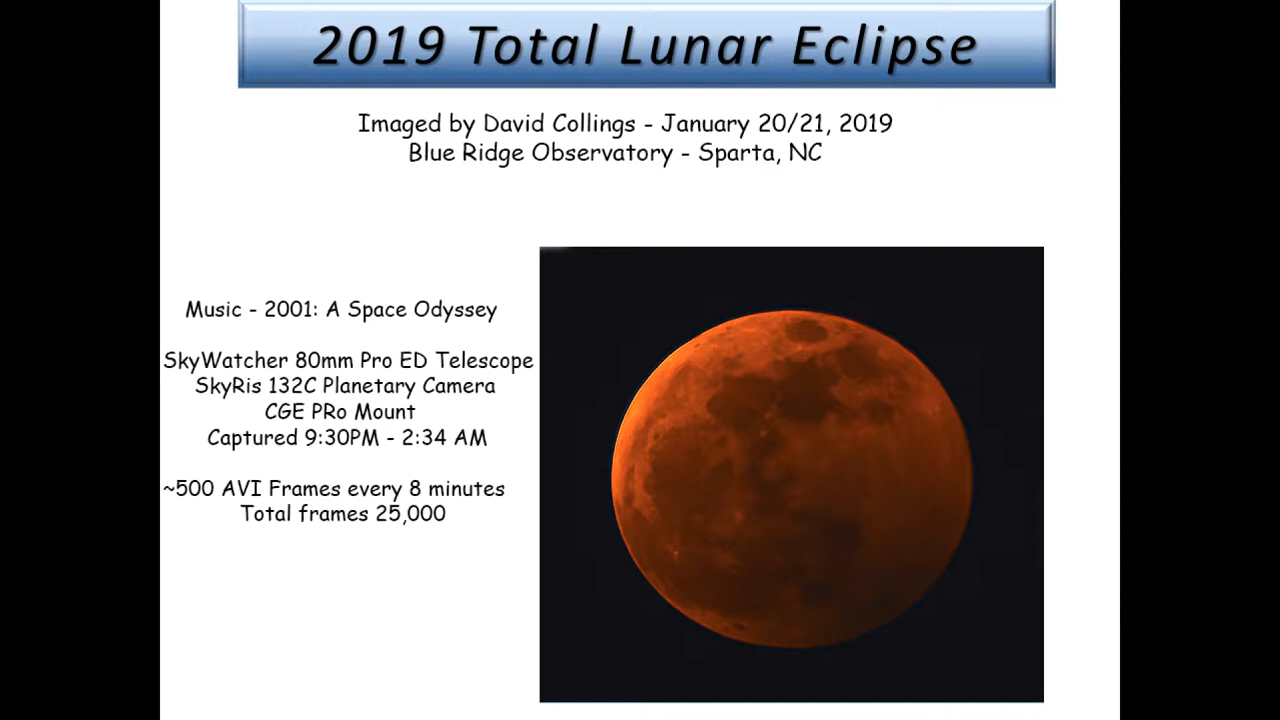 2019 Total Lunar Eclipse
Imaged by David Collings - January 20/21, 2019
Blue Ridge Observatory - Sparta, NC
Music - 2001: A Space Odyssey
SkyWatcher 80mm Pro ED Telescope
SkyRis 132C Planetary Camera
CGE PRo Mount
Captured 9:30PM - 2:34 AM
~500 AVI Frames every 8 minutes
Total frames 25,000